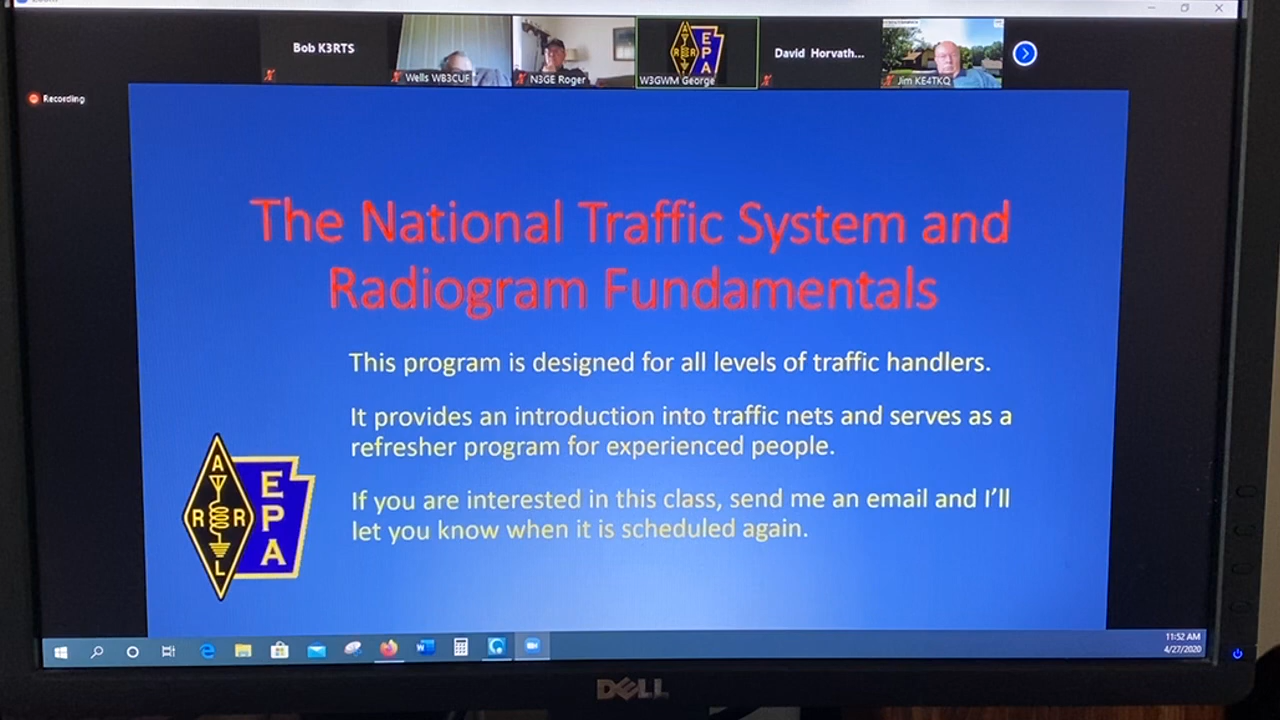 Bob K3RTS
Wells WB3CUF
N3GE Roger
A
R R
L
E
P
A
W3GWM George
David Horvath...
Jim KE4TKQ
Recording
The National Traffic System and
Radiogram Fundamentals
This program is designed for all levels of traffic handlers.
It provides an introduction into traffic nets and serves as a
refresher program for experienced people.
If you are interested in this class, send me an email and I'll
let you know when it is scheduled again.
A
R R
L
E
P
A
11:52 AM
4/27/2020
DELL